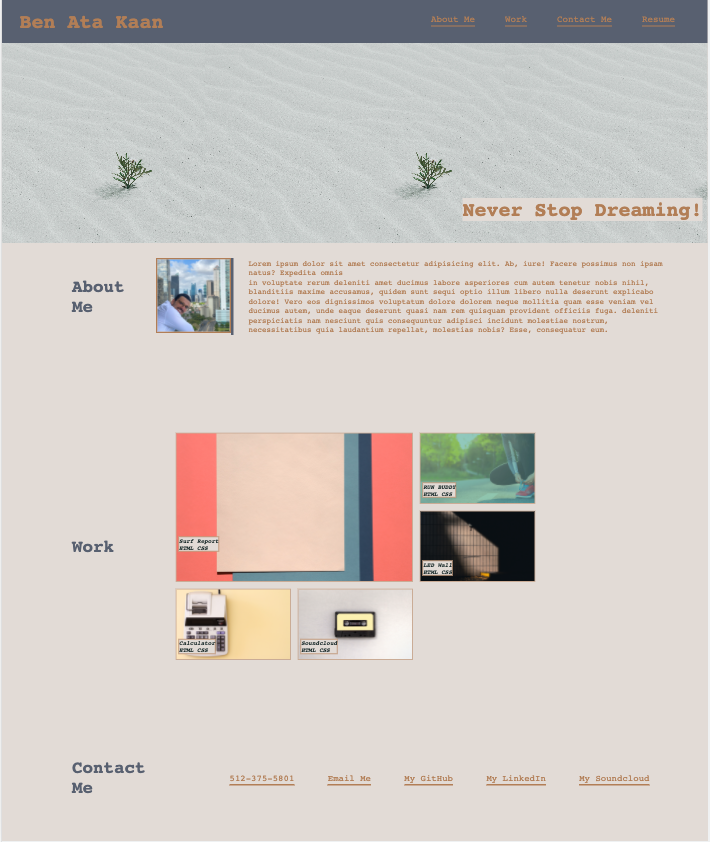 Ben Ata Kaan
About Me Work Contact Me Resume
Never Stop Dreaming!
About
Me
Lorem ipsum dolor sit amet consectetur adipisicing elit. Ab, iure! Facere possimus non ipsam
natus? Expedita omnis
in voluptate rerum deleniti amet ducimus labore asperiores cum autem tenetur nobis nihil,
blanditiis maxime accusamus, quidem sunt sequi optio illum libero nulla deserunt explicabo
dolore! Vero eos dignissimos voluptatum dolore dolorem neque mollitia quam esse veniam vel
ducimus autem, unde eaque deserunt quasi nam rem quisquam provident officiis fuga. deleniti
perspiciatis nam nesciunt quis consequuntur adipisci incidunt molestiae nostrum,
necessitatibus quia laudantium repellat, molestias nobis? Esse, consequatur eum.
Work
Surf Report
HTML CSS
RUN BUDDY
HTML CSS
LED Wall
HTML CSS
Calculator
HTML CSS
Soundcloud
HTML CSS
Contact
Me
512-375-5801 Email Me My GitHub My LinkedIn My Soundcloud